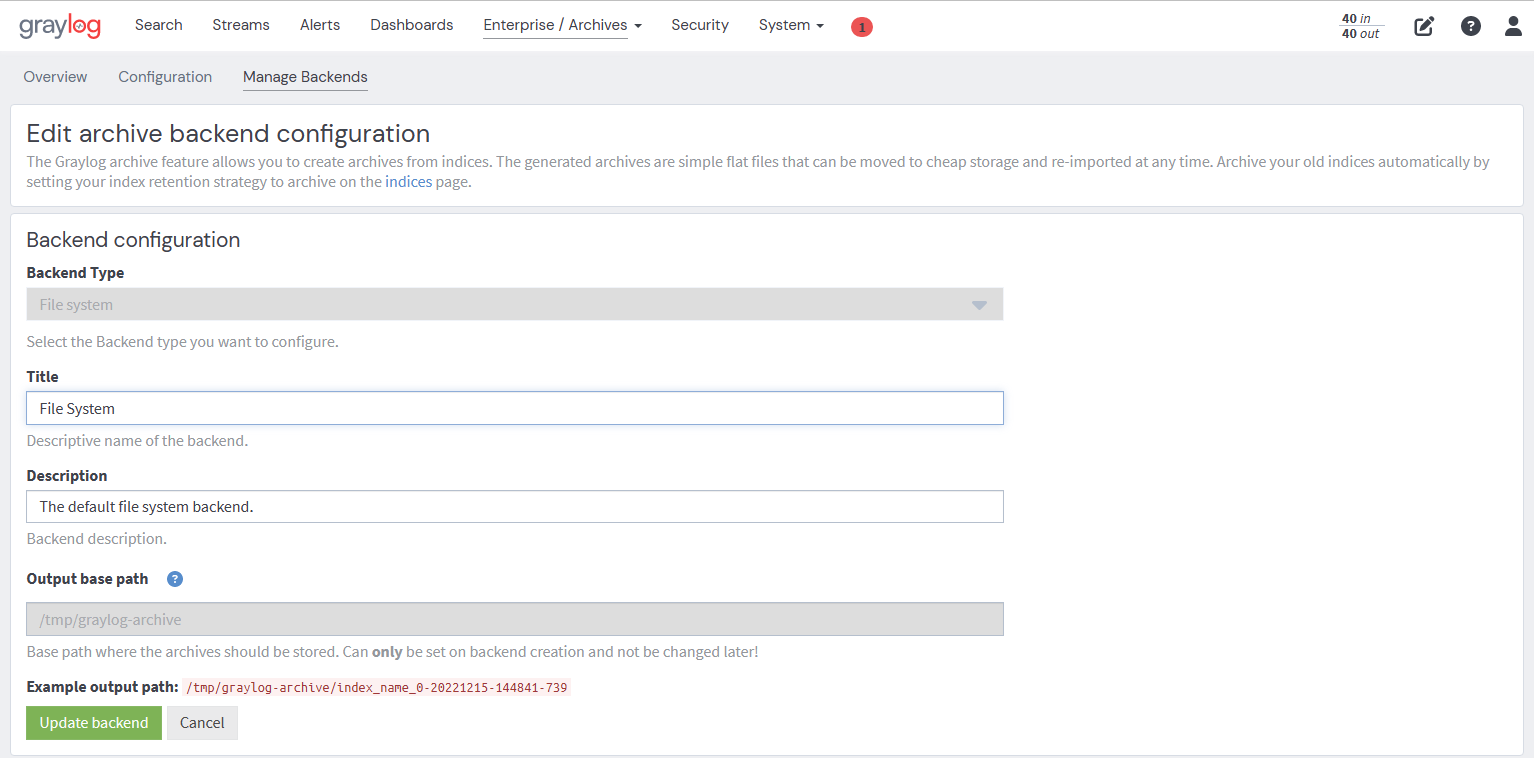 graylog Search Streams Alerts Dashboards Enterprise / Archives Security System 1 40 in
40 out
Overview Configuration Manage Backends
Edit archive backend configuration
The Graylog archive feature allows you to create archives from indices. The generated archives are simple flat files that can be moved to cheap storage and re-imported at any time. Archive your old indices automatically by
setting your index retention strategy to archive on the indices page.
Backend configuration
Backend Type
File system
Select the Backend type you want to configure.
Title
File System
Descriptive name of the backend.
Description
The default file system backend.
Backend description.
Output base path ?
/tmp/graylog-archive
Base path where the archives should be stored. Can only be set on backend creation and not be changed later!
Example output path: /tmp/graylog-archive/index_name_0-20221215-144841-739
Update backend Cancel